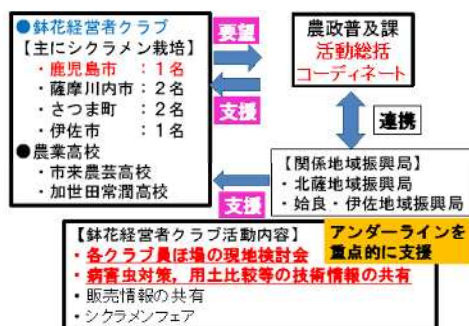 ●鉢花経営者クラブ
【主にシクラメン栽培】
・鹿児島市 : 1名
・薩摩川内市 : 2名
・さつま町 : 2名
・伊佐市 : 1名
●農業高校
・市来農芸高校
・加世田常潤高校
要望
支援
農政普及課
活動総括
コーディネート
連携
【関係地域振興局】
・北薩地域振興局
・姶良・伊佐地域振興局
支援
【鉢花経営者クラブ活動内容】
・各クラブ員ほ場の現地検討会
・病害虫対策,用土比較等の技術情報の共有
・販売情報の共有
・シクラメンフェア
アンダーラインを
重点的に支援